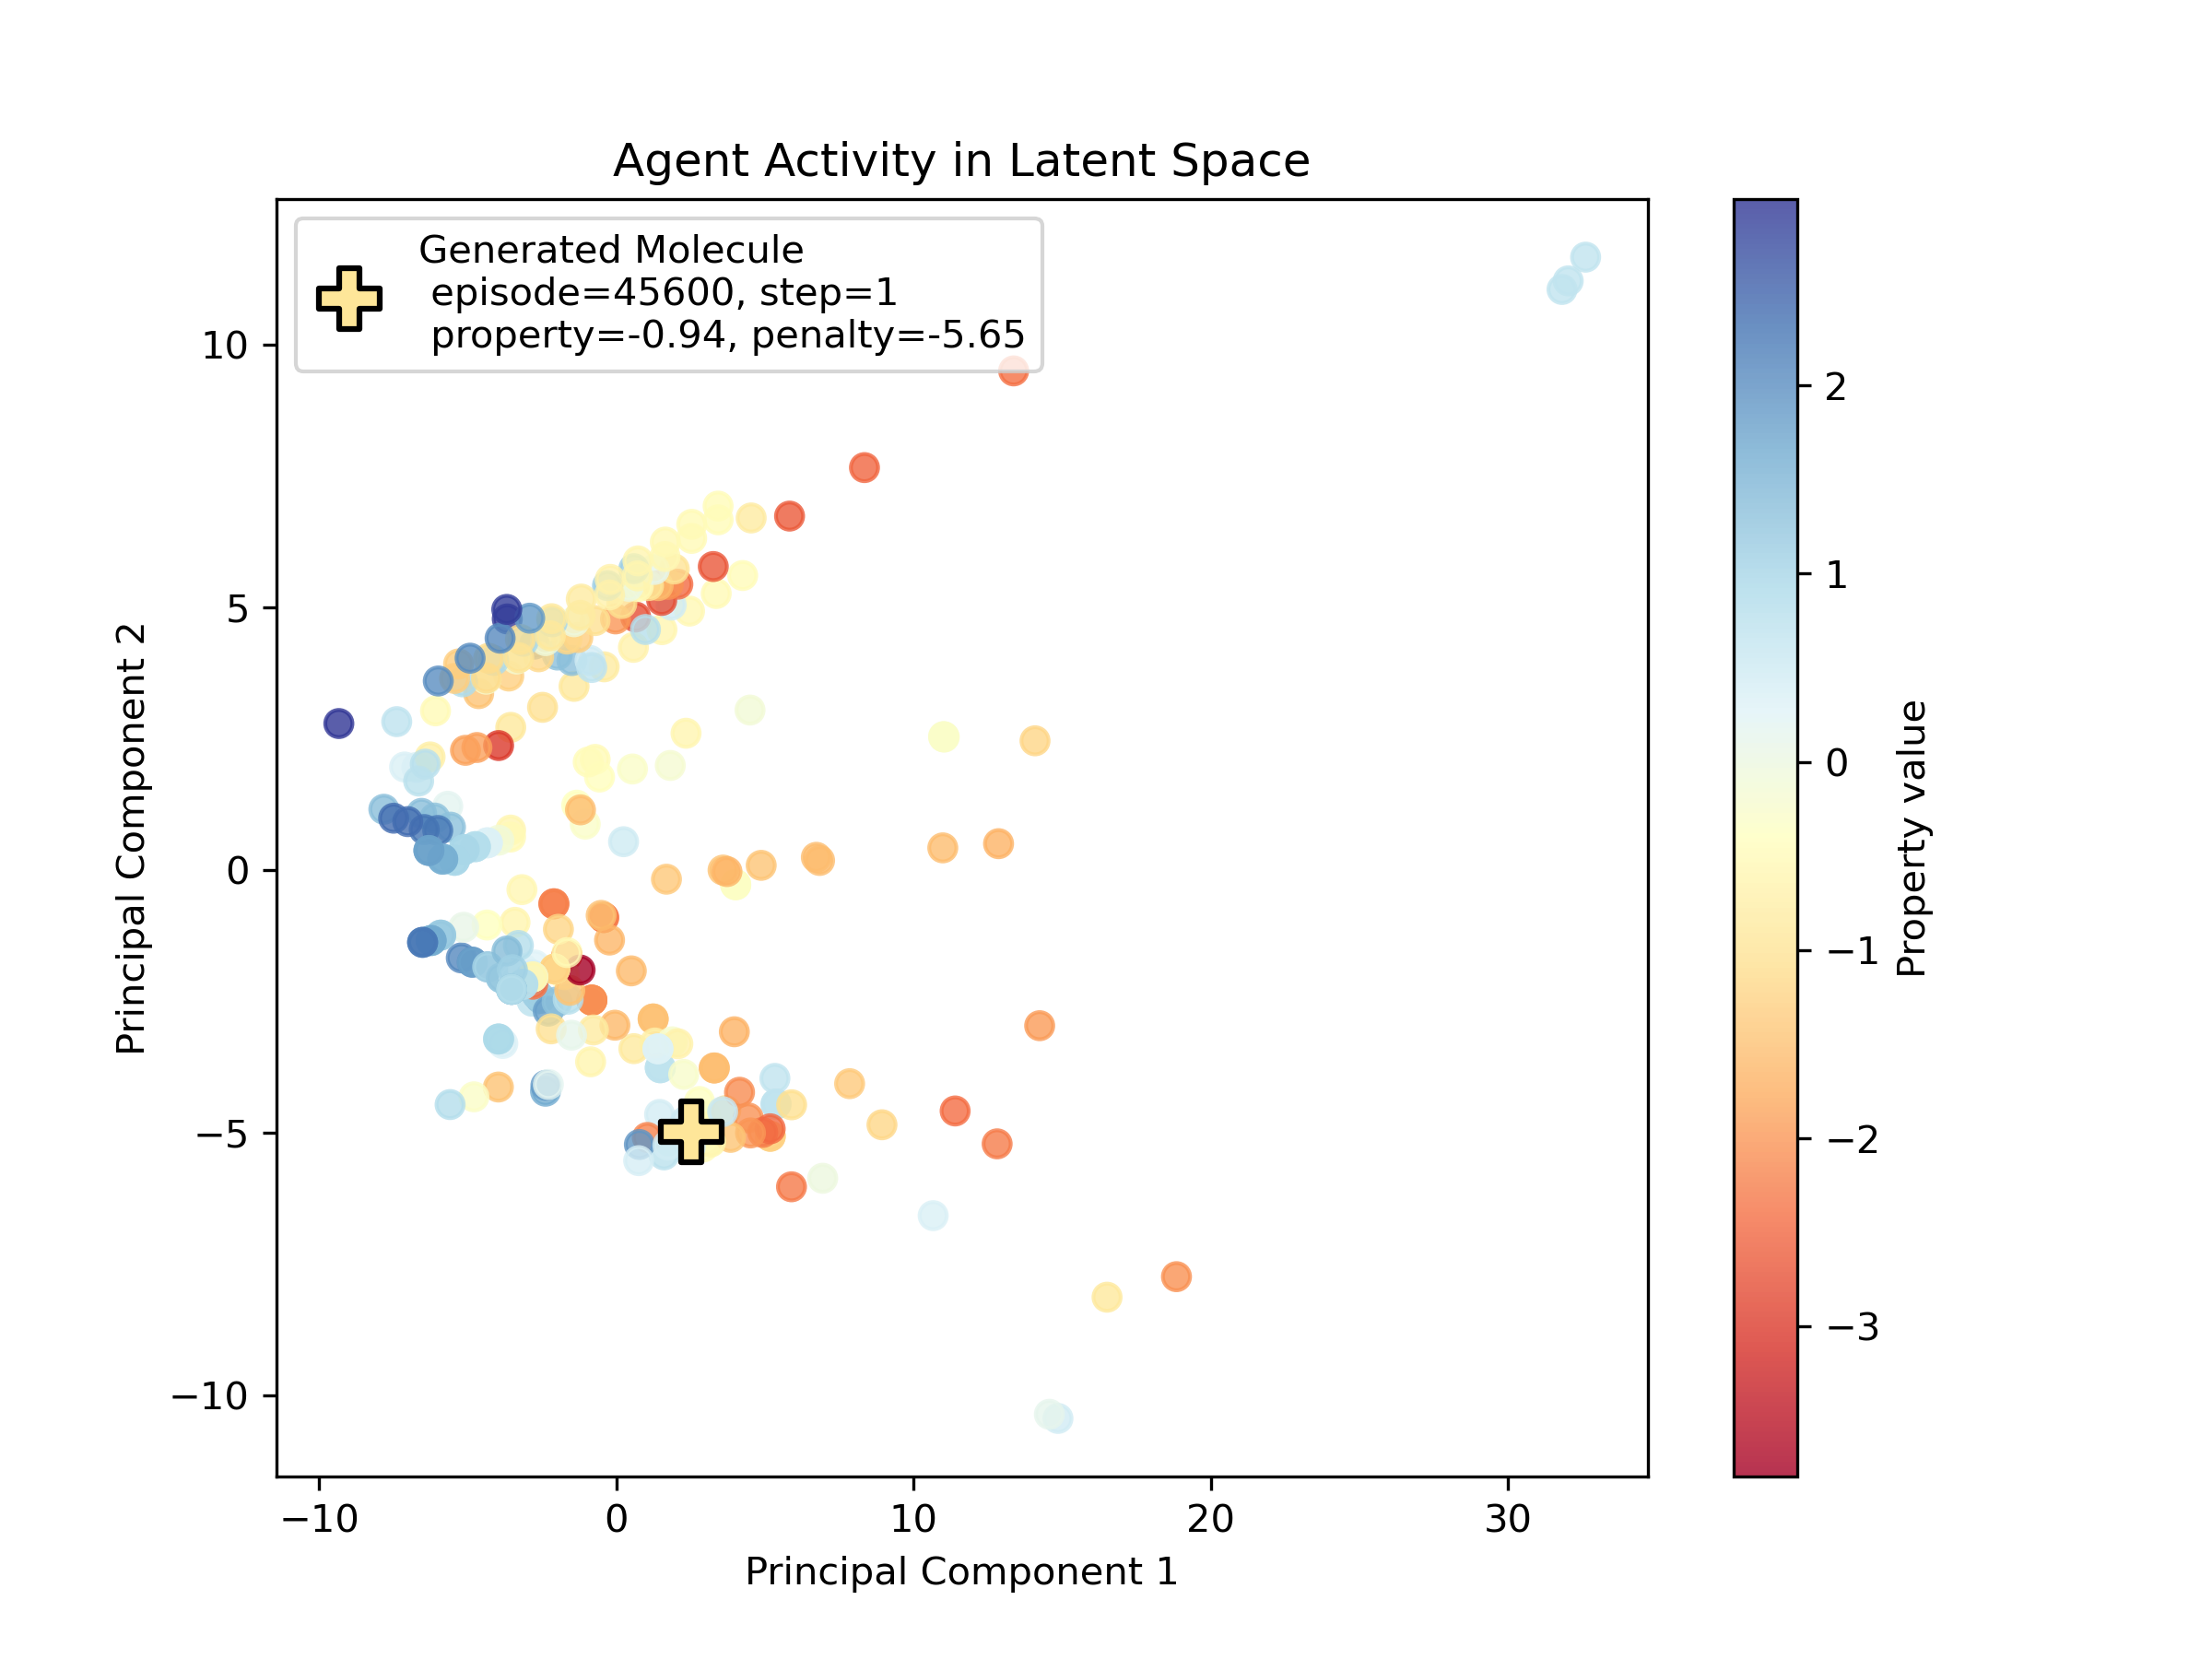 Agent Activity in Latent Space
Generated Molecule
episode=45600, step=1
property=-0.94, penalty=-5.65
10
5
0
−5
−10
Principal Component 2
−10
0
10
20
30
Principal Component 1
2
1
0
−1
−2
−3
Property value